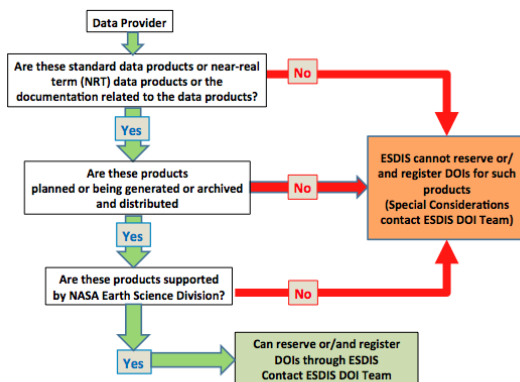 Data Provider
Are these standard data products or near-real
term (NRT) data products or the
documentation related to the data products?
No
Yes
Are these products
planned or being generated or archived
and distributed
No
ESDIS cannot reserve or/
and register DOIs for such
products
(Special Considerations
contact ESDIS DOI Team)
Yes
Are these products supported
by NASA Earth Science Division?
No
Yes
Can reserve or/and register
DOIs through ESDIS
Contact ESDIS DOI Team